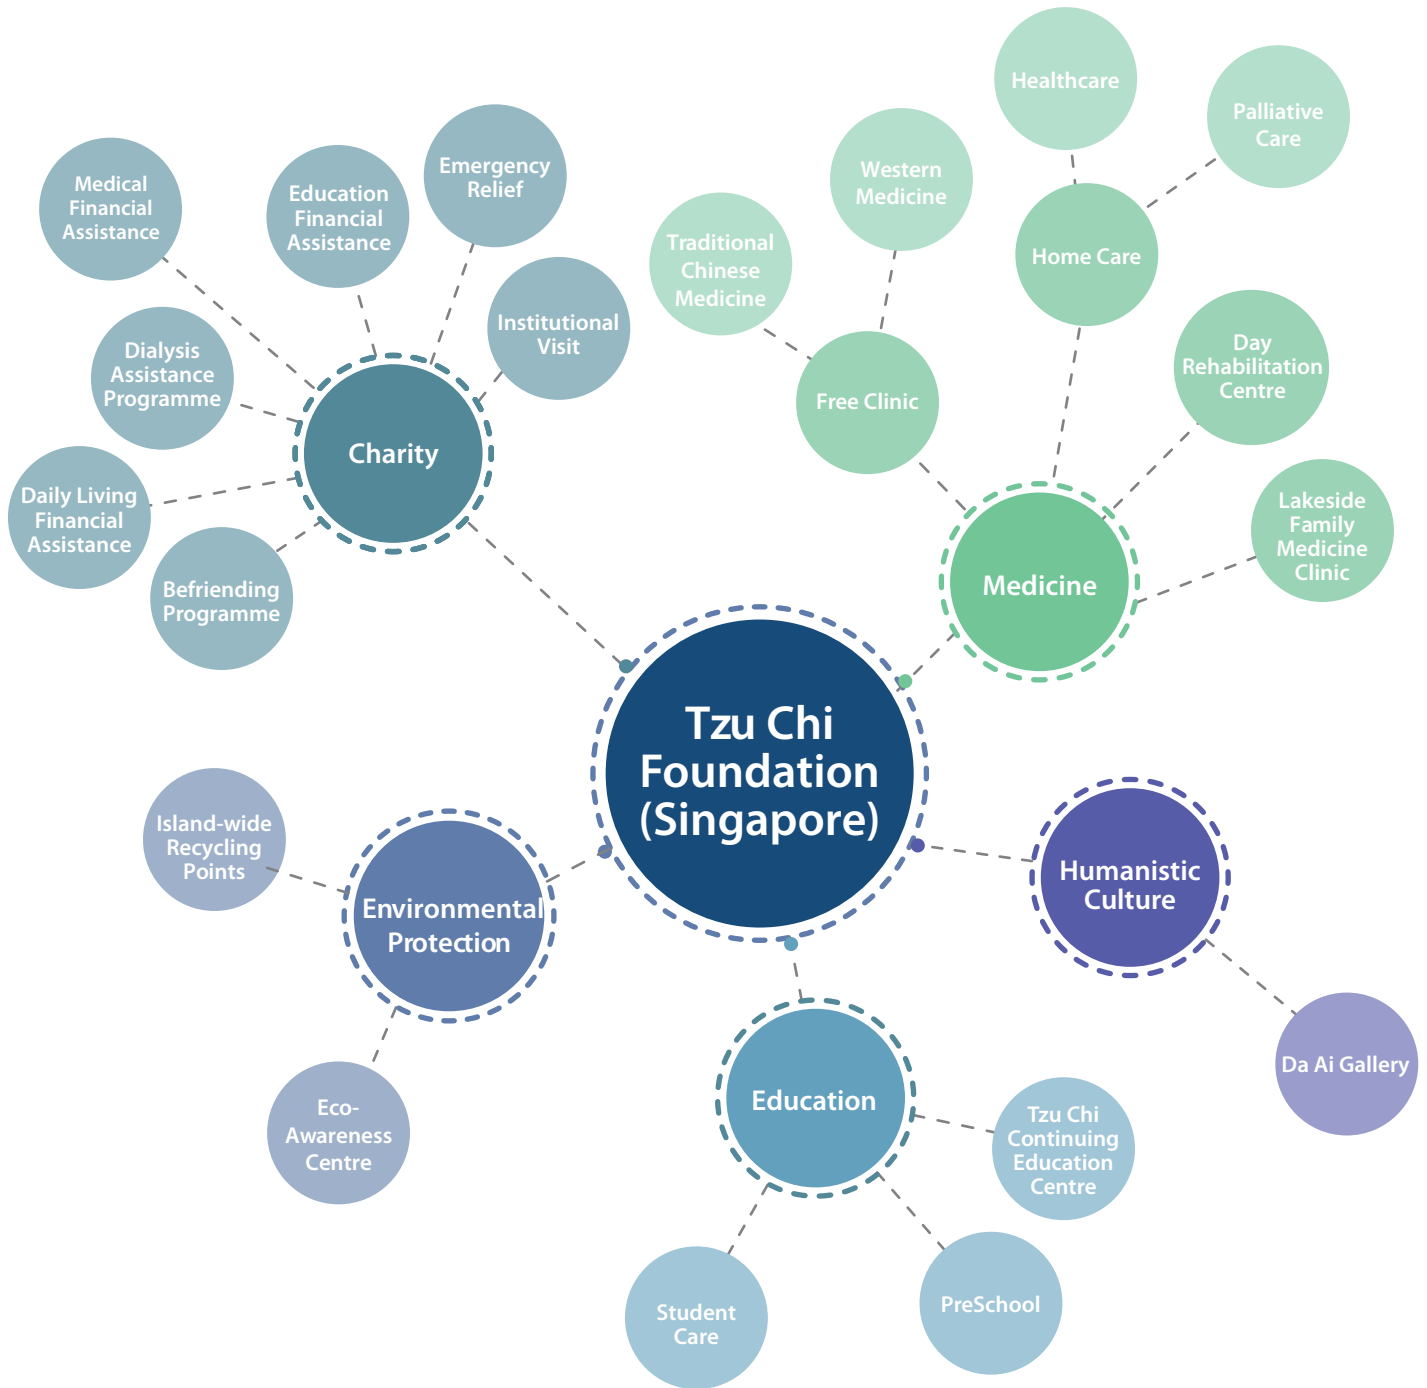 Healthcare
Palliative
Care
Western
Medicine
Traditional
Chinese
Medicine
Home Care
Free Clinic
Day
Rehabilitation
Centre
Lakeside
Family
Medicine
Clinic
Medicine
Emergency
Relief
Education
Financial
Assistance
Medical
Financial
Assistance
Institutional
Visit
Dialysis
Assistance
Programme
Charity
Daily Living
Financial
Assistance
Befriending
Programme
Tzu Chi
Foundation
(Singapore)
Island-wide
Recycling
Points
Environmental
Protection
Eco-
Awareness
Centre
Humanistic
Culture
Da Ai Gallery
Education
Tzu Chi
Continuing
Education
Centre
PreSchool
Student
Care